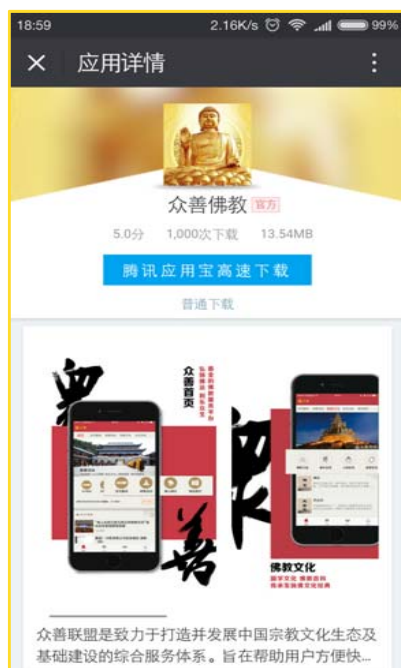 18:59
2.16K/s
99%
应用详情
众善佛教 官方
5.0分 1,000次下载 13.54MB
腾讯应用宝高速下载
普通下载
众善首页
眾
善
佛教文化
众善联盟是致力于打造并发展中国宗教文化生态及
基础建设的综合服务体系。旨在帮助用户方便快...